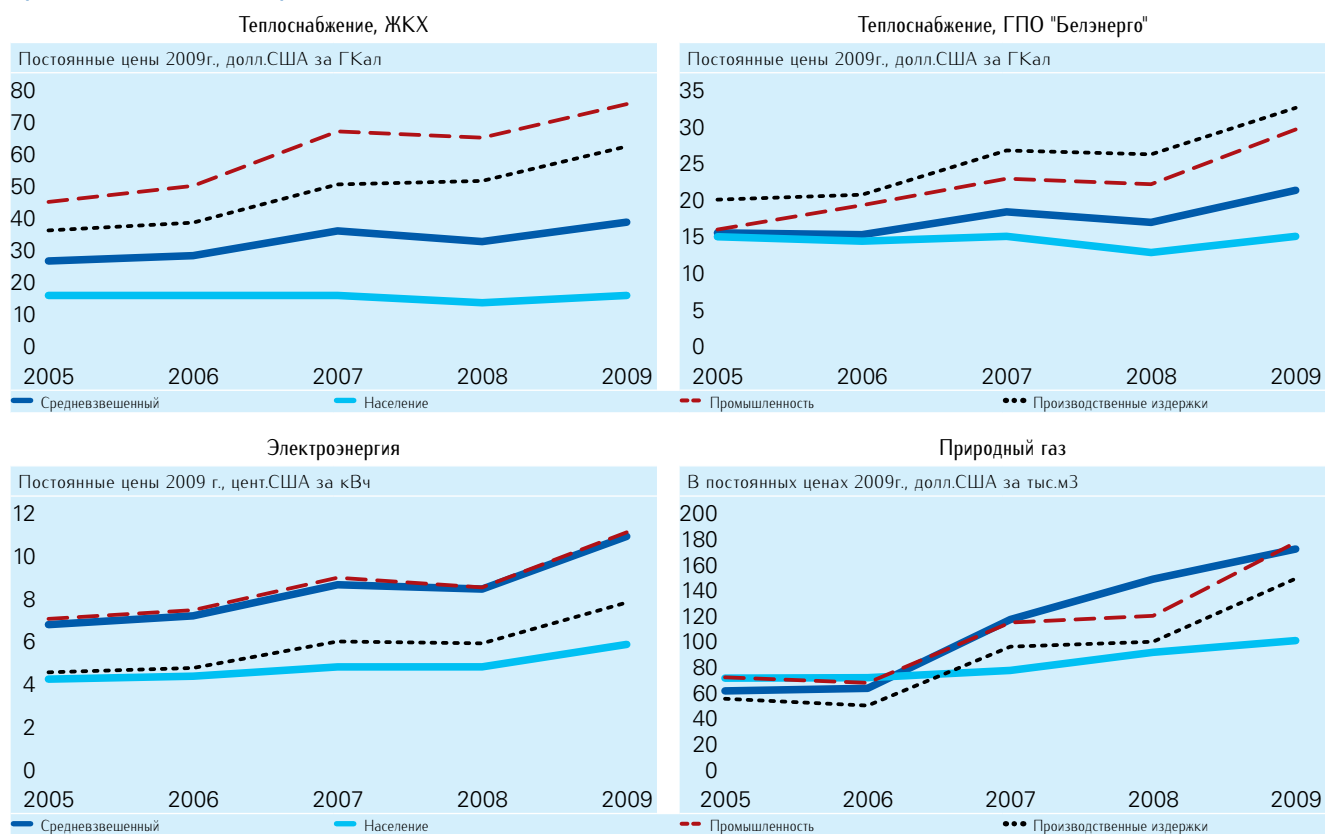 Теплоснабжение, ЖКХ
Постоянные цены 2009г., долл.США за ГКал
80
70
60
50
40
30
20
10
0
2005 2006 2007 2008 2009
Теплоснабжение, ГПО "Белэнерго"
Постоянные цены 2009г., долл.США за ГКал
35
30
25
20
15
10
5
0
2005 2006 2007 2008 2009
Средневзвешенный Население Промышленность Производственные издержки
Электроэнергия
Постоянные цены 2009 г., цент.США за кВч
12
10
8
6
4
2
0
2005 2006 2007 2008 2009
Природный газ
В постоянных ценах 2009г., долл.США за тыс.м3
200
180
160
140
120
100
80
60
40
20
0
2005 2006 2007 2008 2009
Средневзвешенный Население Промышленность Производственные издержки